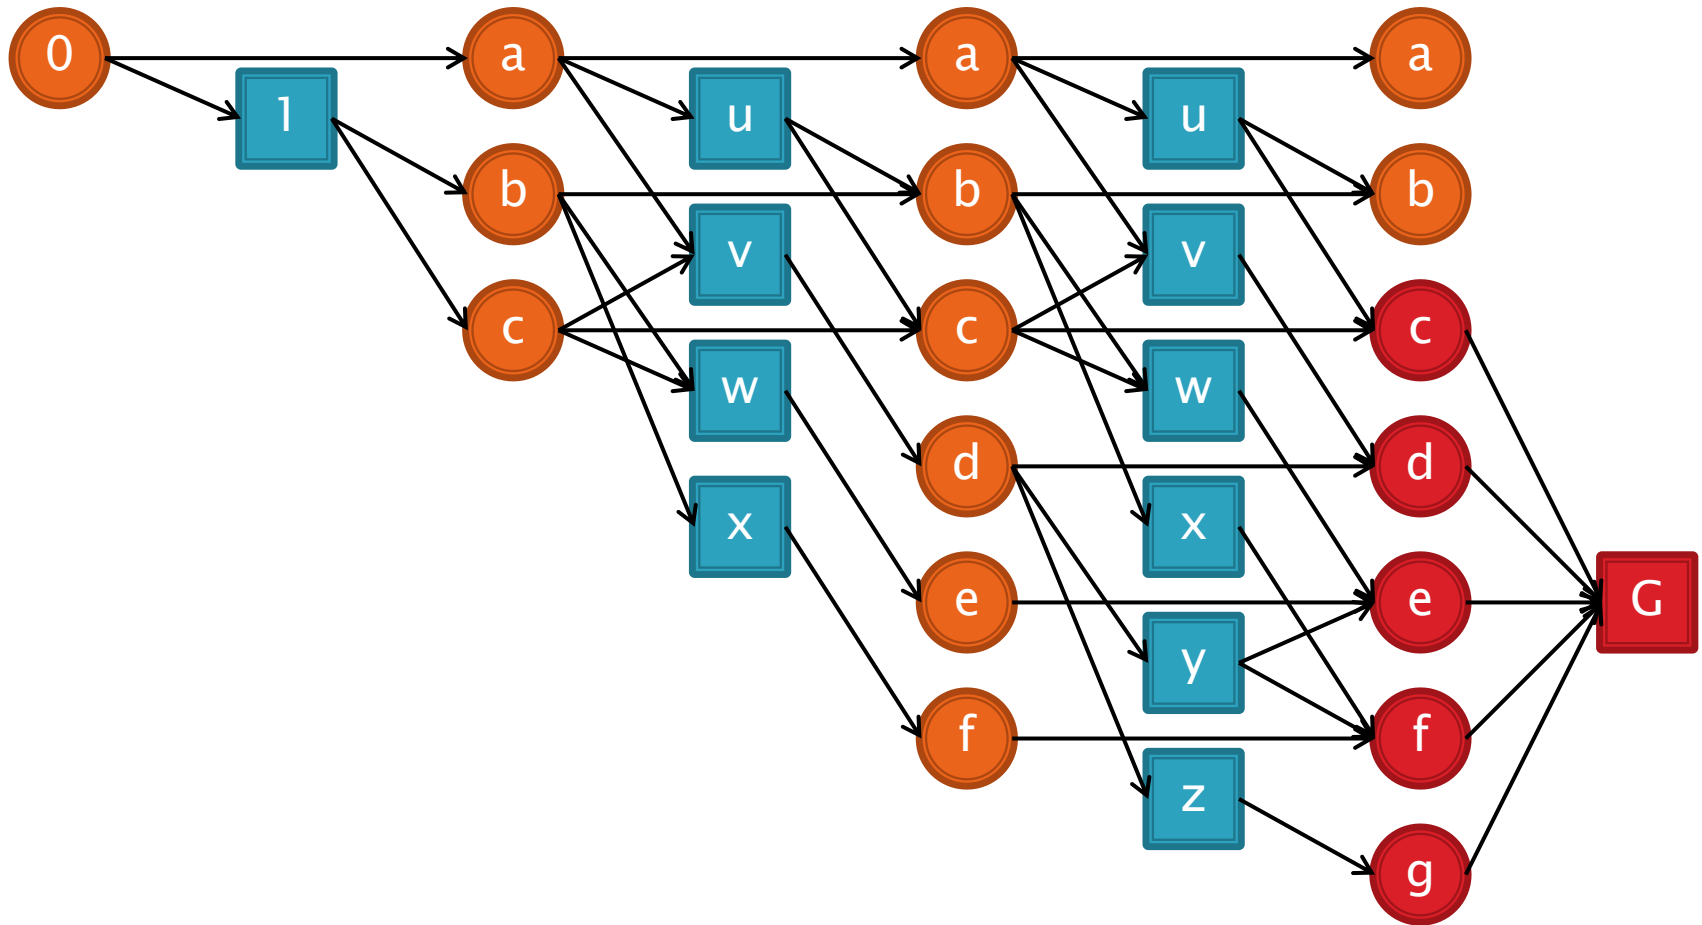 0 a a a
1 u u
b b b
v v
c c c
w w
d d
x x
e e G
y
f f
z
g